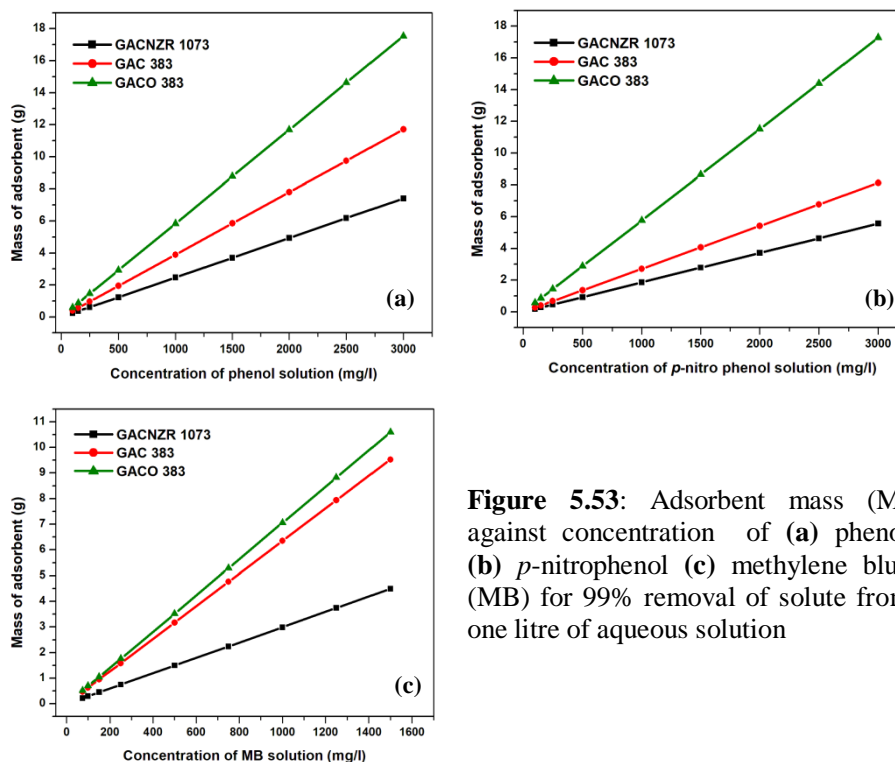 18
16
14
12
10
8
6
4
2
0
Mass of adsorbent (g)
GACNZR 1073
GAC 383
GACO 383
(a)
0 500 1000 1500 2000 2500 3000
Concentration of phenol solution (mg/l)
18
16
14
12
10
8
6
4
2
0
Mass of adsorbent (g)
GACNZR 1073
GAC 383
GACO 383
(b)
0 500 1000 1500 2000 2500 3000
Concentration of p-nitro phenol solution (mg/l)
11
10
9
8
7
6
5
4
3
2
1
0
Mass of adsorbent (g)
GACNZR 1073
GAC 383
GACO 383
(c)
0 200 400 600 800 1000 1200 1400 1600
Concentration of MB solution (mg/l)
Figure 5.53: Adsorbent mass (M
against concentration of (a) pheno
(b) p-nitrophenol (c) methylene blu
(MB) for 99% removal of solute from
one litre of aqueous solution